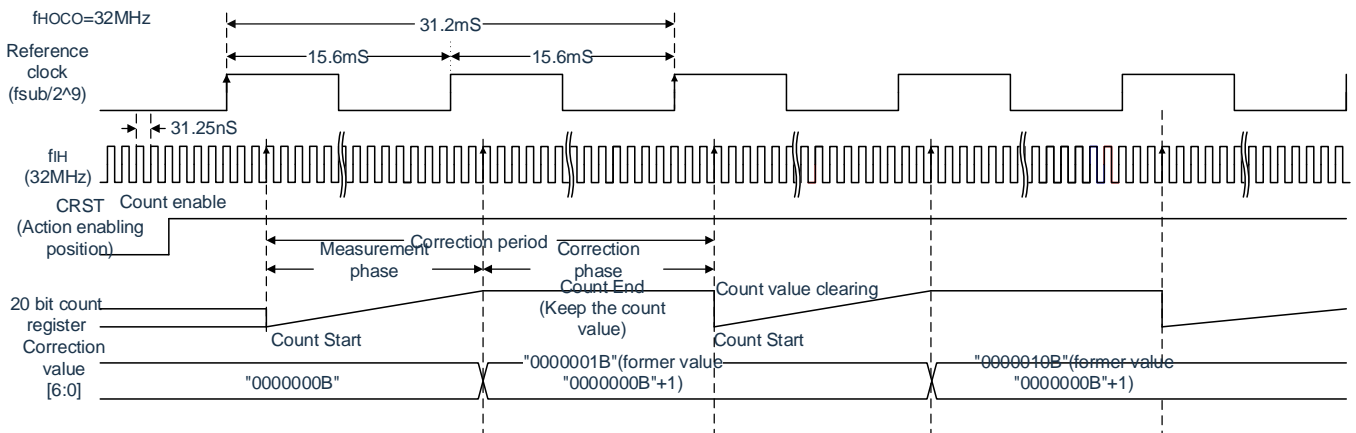 fHOCO=32MHz
31.2mS
Reference
clock
(fsub/2^9)
15.6mS
15.6mS
31.25nS
fIH
(32MHz)
CRST
(Action enabling
position)
Count enable
Correction period
Measurement
phase
Correction
phase
20 bit count
register
Count End
(Keep the count
value)
Count value clearing
Count Start
Count Start
Correction
value
[6:0]
"0000000B"
"0000001B"(former value
"0000000B"+1)
"0000010B"(former value
"0000000B"+1)